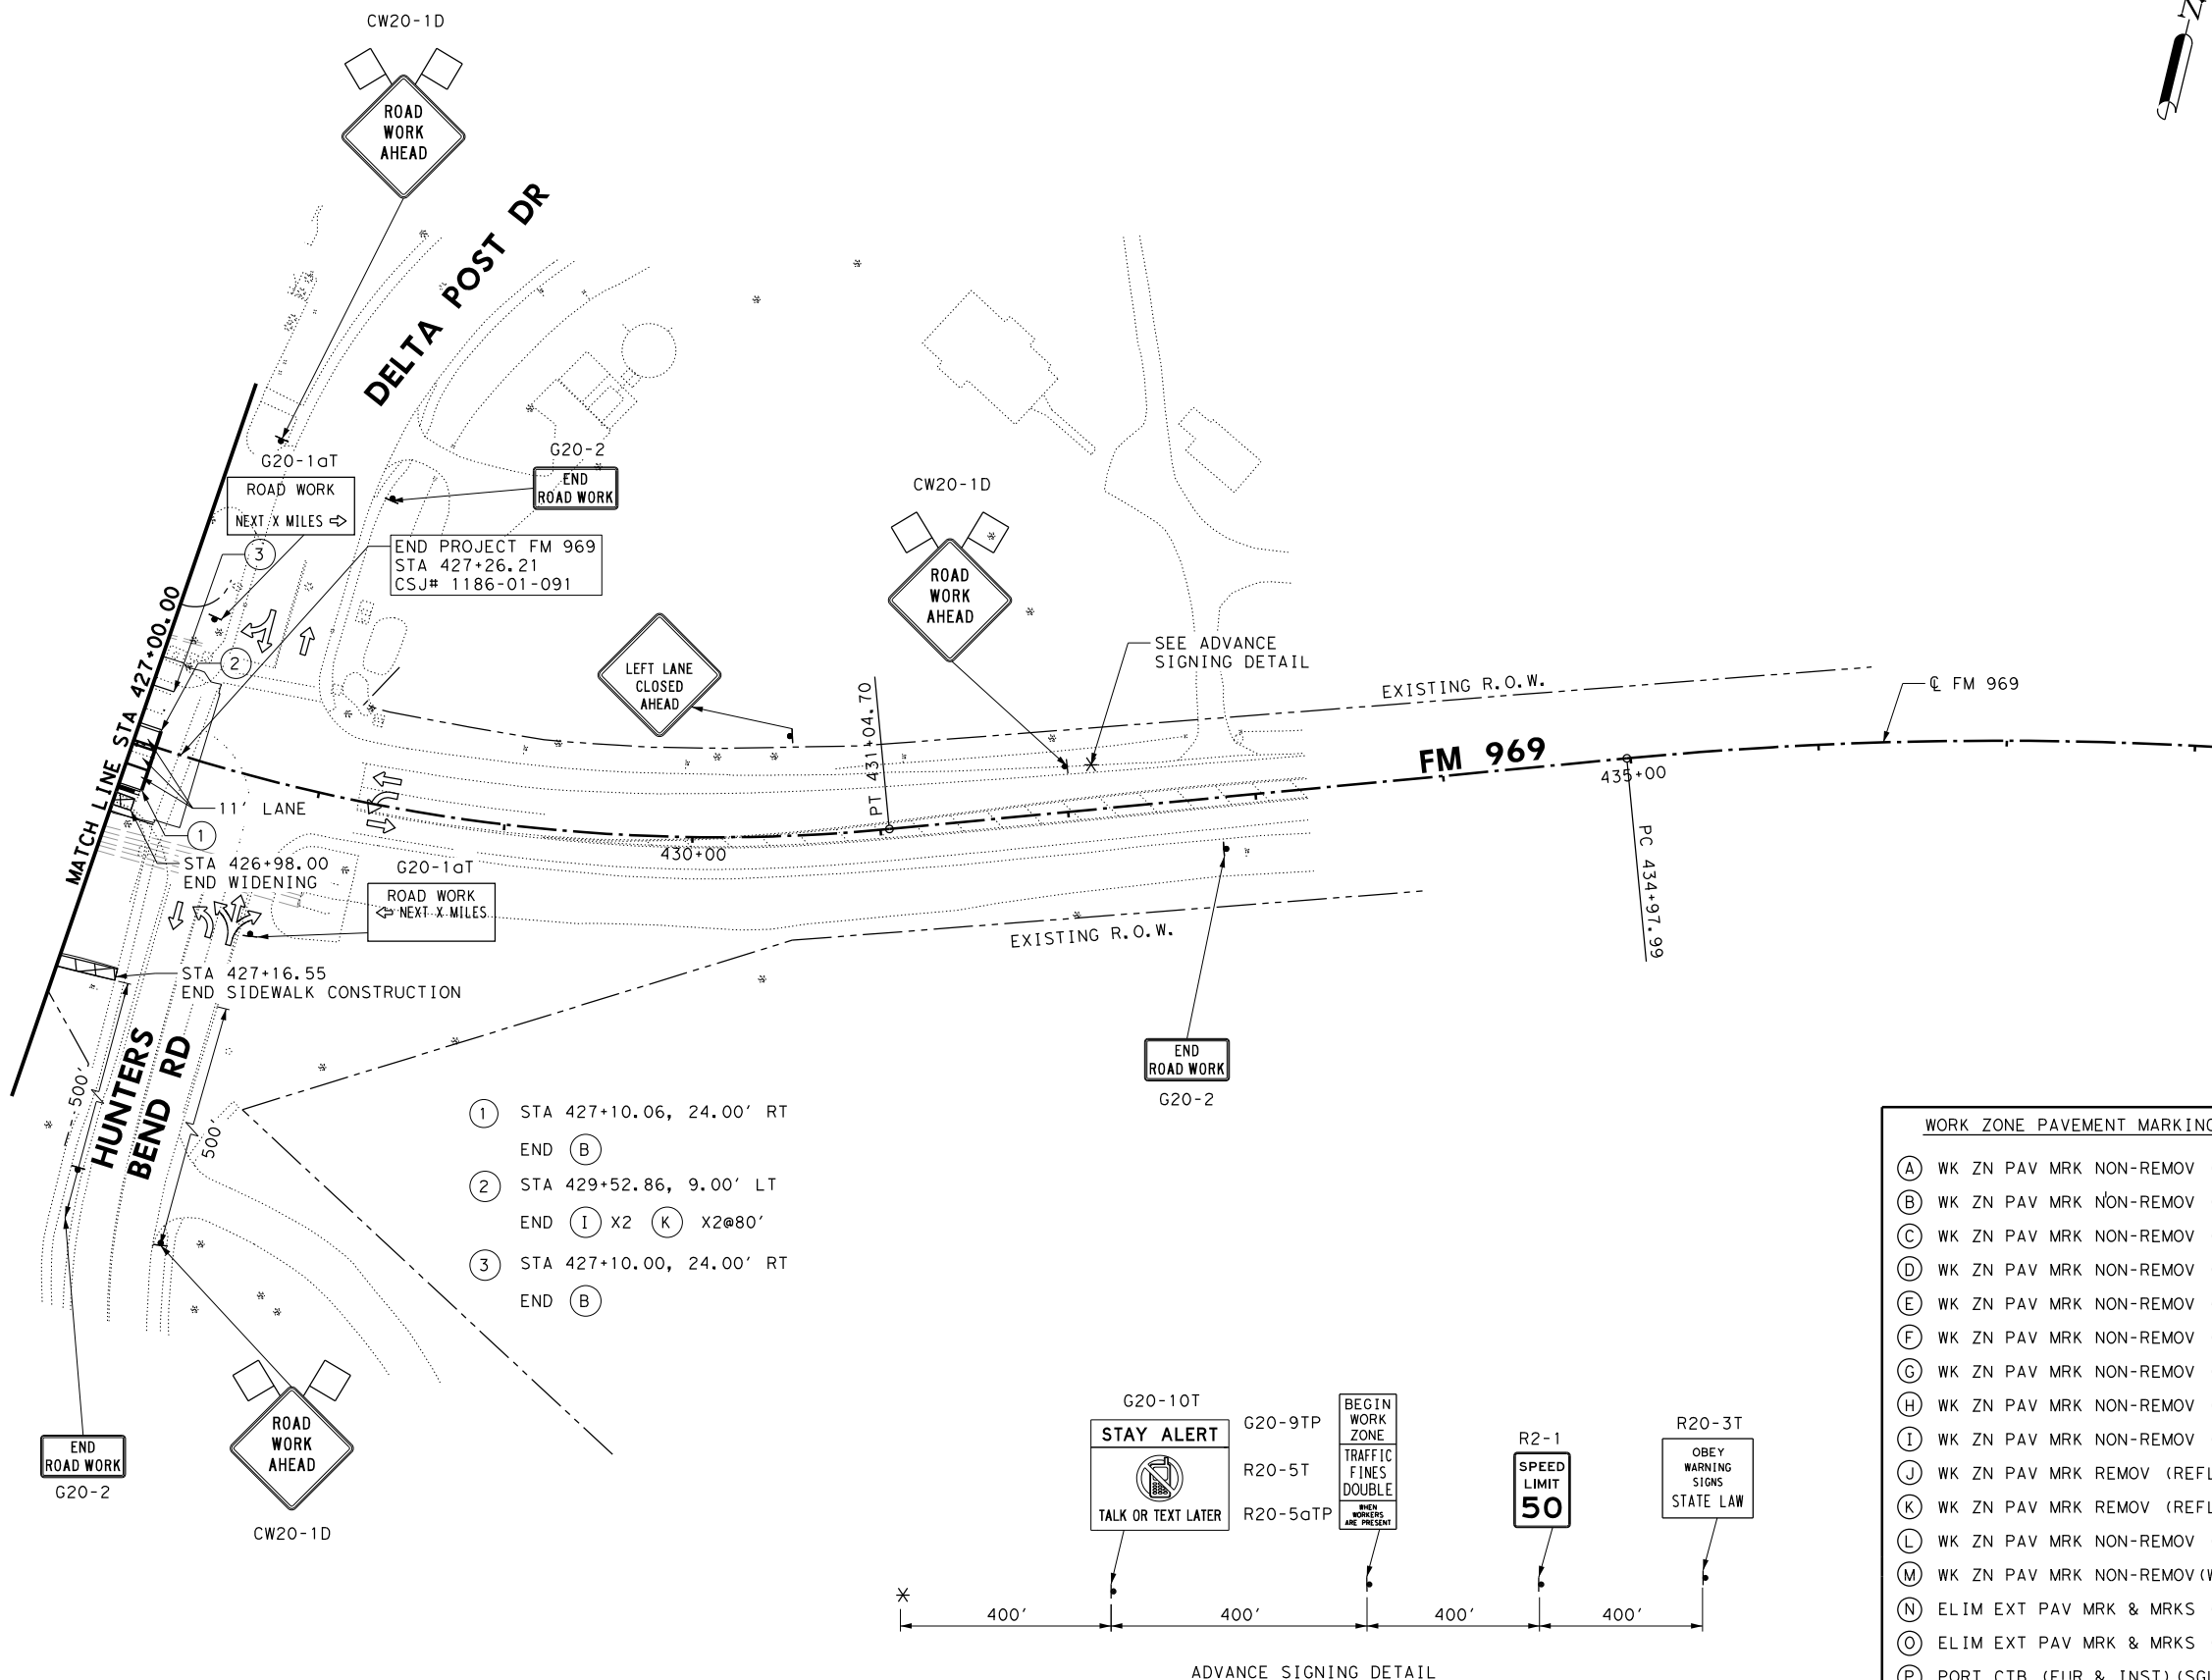 CW20-1D
N
ROAD
WORK
AHEAD
DELTA POST DR
G20-1aT
ROAD WORK
NEXT X MILES
G20-2
END
ROAD WORK
3
END PROJECT FM 969
STA 427+26.21
CSJ# 1186-01-091
CW20-1D
ROAD
WORK
AHEAD
2
LEFT LANE
CLOSED
AHEAD
SEE ADVANCE
SIGNING DETAIL
MATCH LINE STA 427+00.00
EXISTING R.O.W.
℄ FM 969
PT 431+04.70
FM 969
435+00
11' LANE
1
430+00
PC 434+97.99
STA 426+98.00
END WIDENING
G20-1aT
ROAD WORK
NEXT X MILES
EXISTING R.O.W.
STA 427+16.55
END SIDEWALK CONSTRUCTION
HUNTERS
BEND RD
500'
500'
END
ROAD WORK
G20-2
1 STA 427+10.06, 24.00' RT
END B
2 STA 429+52.86, 9.00' LT
END I X2 K X2@80'
3 STA 427+10.00, 24.00' RT
END B
END
ROAD WORK
G20-2
ROAD
WORK
AHEAD
CW20-1D
G20-10T
STAY ALERT
TALK OR TEXT LATER
G20-9TP
R20-5T
R20-5aTP
BEGIN
WORK
ZONE
TRAFFIC
FINES
DOUBLE
WHEN
WORKERS
ARE PRESENT
R2-1
SPEED
LIMIT
50
R20-3T
OBEY
WARNING
SIGNS
STATE LAW
400' 400' 400' 400'
ADVANCE SIGNING DETAIL
WORK ZONE PAVEMENT MARKING
A WK ZN PAV MRK NON-REMOV
B WK ZN PAV MRK NON-REMOV
C WK ZN PAV MRK NON-REMOV
D WK ZN PAV MRK NON-REMOV
E WK ZN PAV MRK NON-REMOV
F WK ZN PAV MRK NON-REMOV
G WK ZN PAV MRK NON-REMOV
H WK ZN PAV MRK NON-REMOV
I WK ZN PAV MRK NON-REMOV
J WK ZN PAV MRK REMOV (REFL
K WK ZN PAV MRK REMOV (REFL
L WK ZN PAV MRK NON-REMOV
M WK ZN PAV MRK NON-REMOV(W
N ELIM EXT PAV MRK & MRKS
O ELIM EXT PAV MRK & MRKS
P PORT CTB (FUR & INST)(SGL